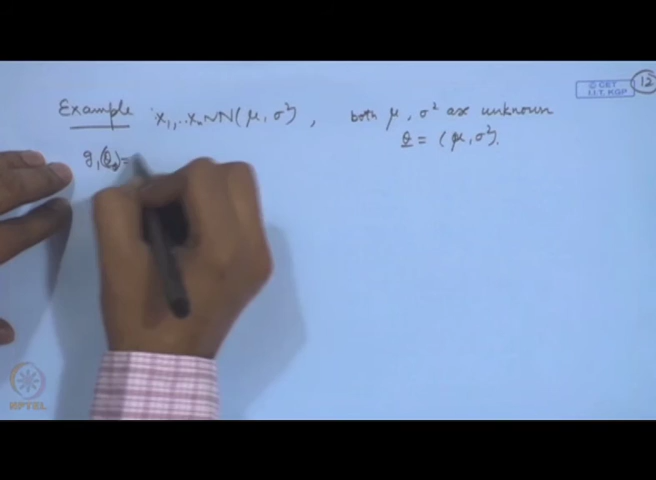 © CET
I.I.T. KGP
12
Example X₁,..Xₙ ~ N(μ, σ²), both μ, σ² are unknown
θ = (μ, σ²).
g₁(θ) =
NPTEL